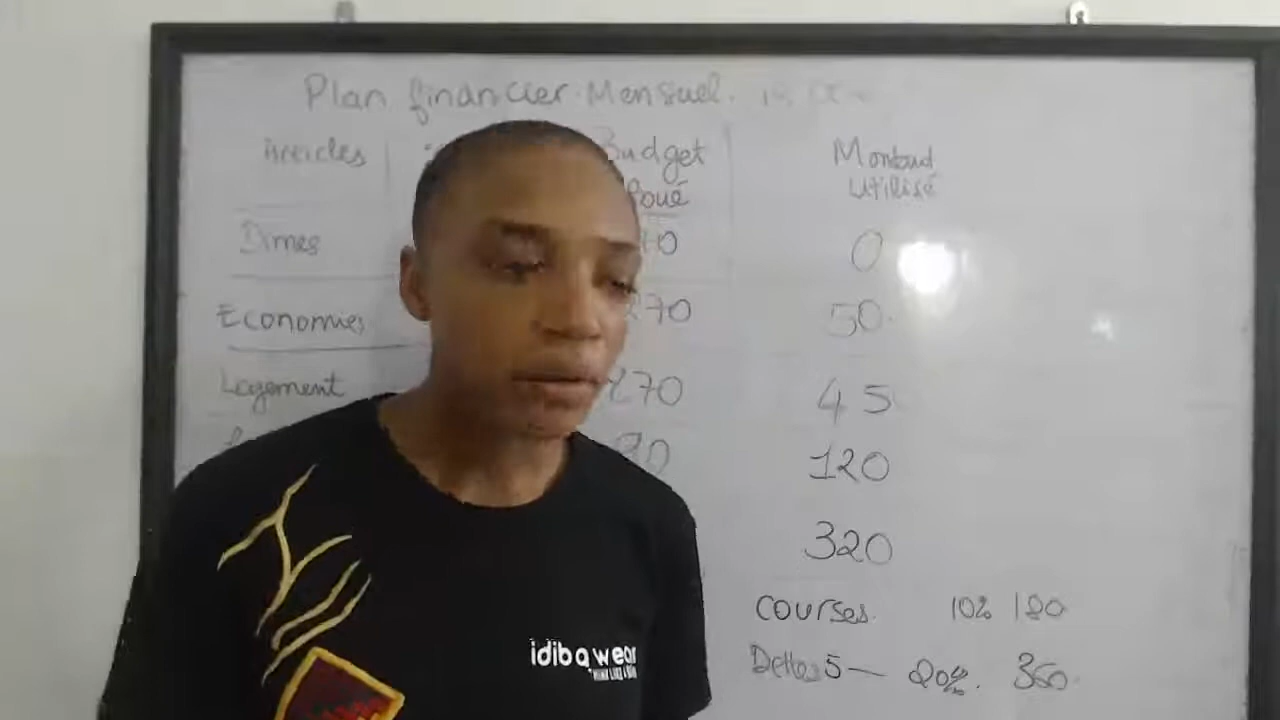 Plan financier Mensuel.
Articles Budget Montant
utilisé
Dimes 0
Economies 270 50
Logement 270 45
90 120
320
Courses. 10% 180
Dettes 5— 20%. 360
idibawear